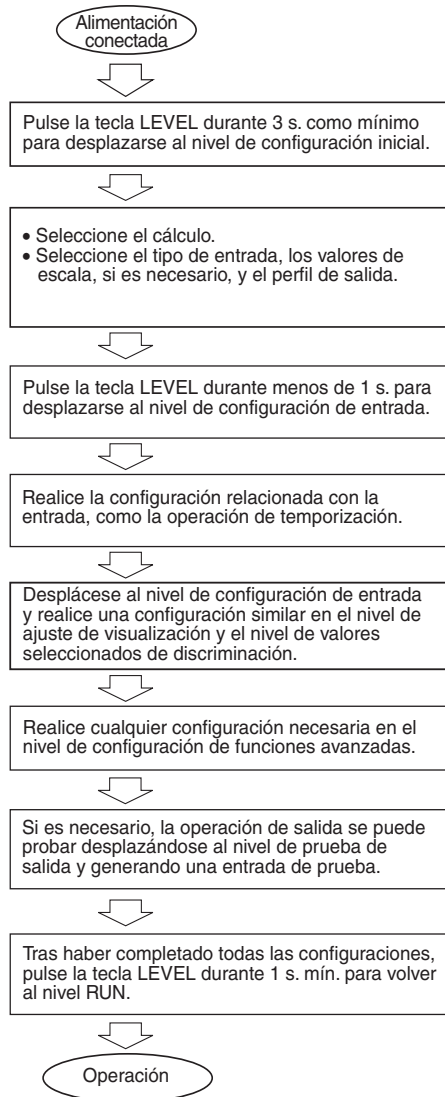 Alimentación
conectada
Pulse la tecla LEVEL durante 3 s. como mínimo
para desplazarse al nivel de configuración inicial.
• Seleccione el cálculo.
• Seleccione el tipo de entrada, los valores de
escala, si es necesario, y el perfil de salida.
Pulse la tecla LEVEL durante menos de 1 s. para
desplazarse al nivel de configuración de entrada.
Realice la configuración relacionada con la
entrada, como la operación de temporización.
Desplácese al nivel de configuración de entrada
y realice una configuración similar en el nivel de
ajuste de visualización y el nivel de valores
seleccionados de discriminación.
Realice cualquier configuración necesaria en el
nivel de configuración de funciones avanzadas.
Si es necesario, la operación de salida se puede
probar desplazándose al nivel de prueba de
salida y generando una entrada de prueba.
Tras haber completado todas las configuraciones,
pulse la tecla LEVEL durante 1 s. mín. para volver
al nivel RUN.
Operación